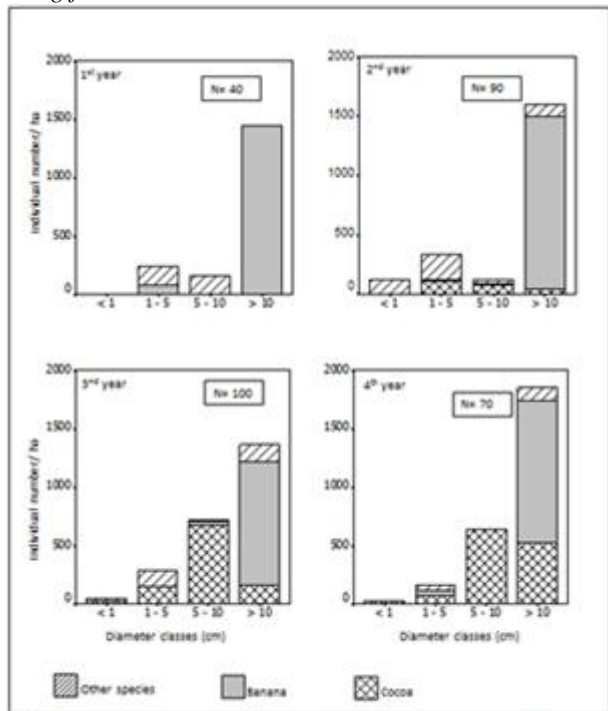 2000
1st year
N= 40
1500
1000
500
0
< 1
1 - 5
5 - 10
> 10
Individual number/ ha
2000
2nd year
N= 90
1500
1000
500
0
< 1
1 - 5
5 - 10
> 10
2000
3rd year
N= 100
1500
1000
500
0
< 1
1 - 5
5 - 10
> 10
Individual number/ ha
Diameter classes (cm)
2000
4th year
N= 70
1500
1000
500
0
< 1
1 - 5
5 - 10
> 10
Diameter classes (cm)
Other species
Banana
Cocoa